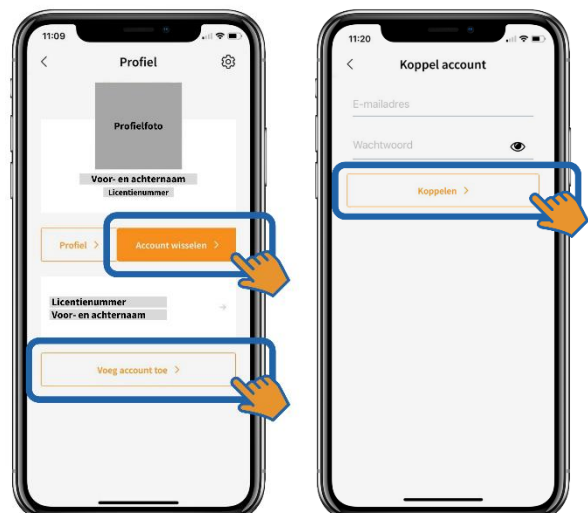 11:09
Profiel
Profielfoto
Voor- en achternaam
Licentienummer
Profiel >
Account wisselen >
Licentienummer
Voor- en achternaam
Voeg account toe >
11:20
Koppel account
E-mailadres
Wachtwoord
Koppelen >